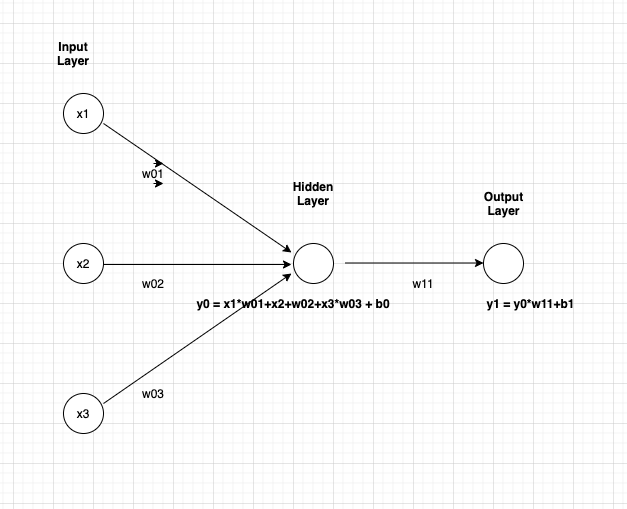 Input
Layer
x1
w01
Hidden
Layer
Output
Layer
x2
w02
w11
y0 = x1*w01+x2+w02+x3*w03 + b0
y1 = y0*w11+b1
w03
x3